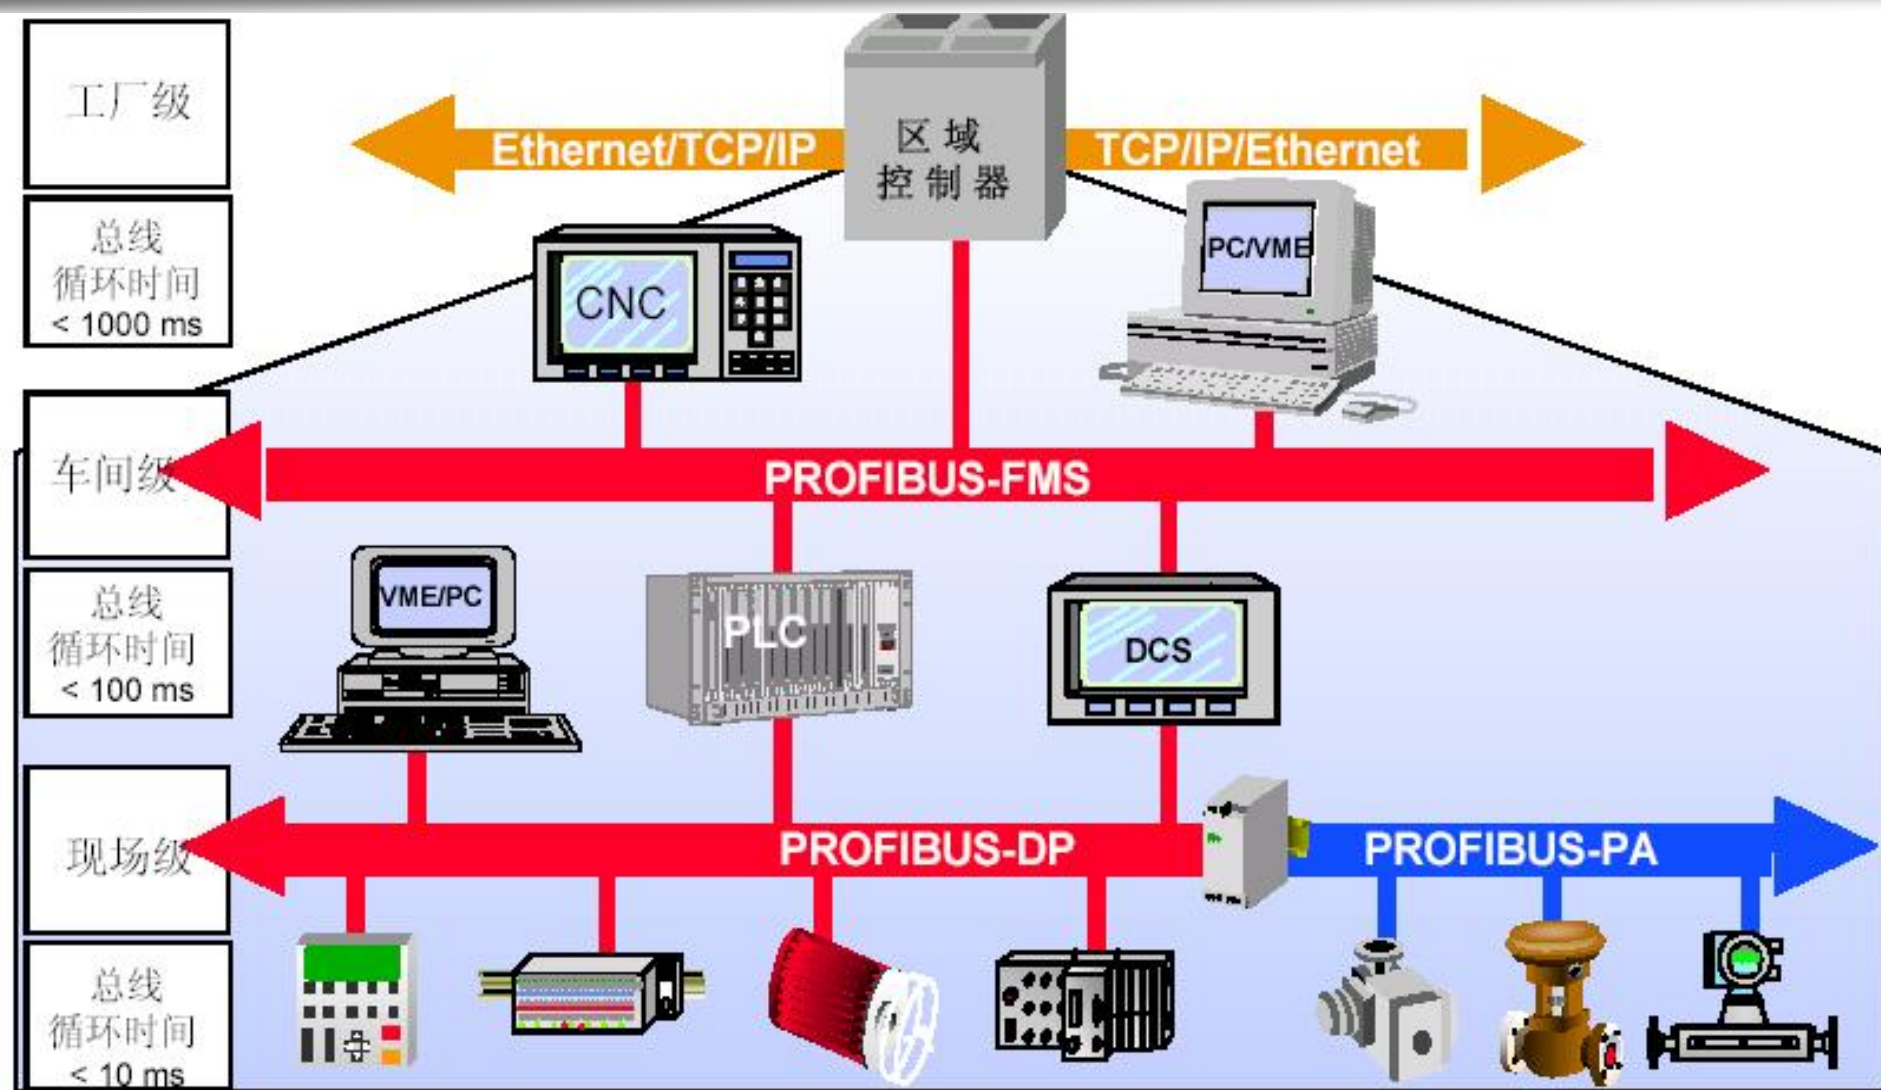 工厂级
总线
循环时间
< 1000 ms
Ethernet/TCP/IP
区域
控制器
TCP/IP/Ethernet
CNC
PC/VME
车间级
PROFIBUS-FMS
总线
循环时间
< 100 ms
VME/PC
PLC
DCS
现场级
PROFIBUS-DP
PROFIBUS-PA
总线
循环时间
< 10 ms